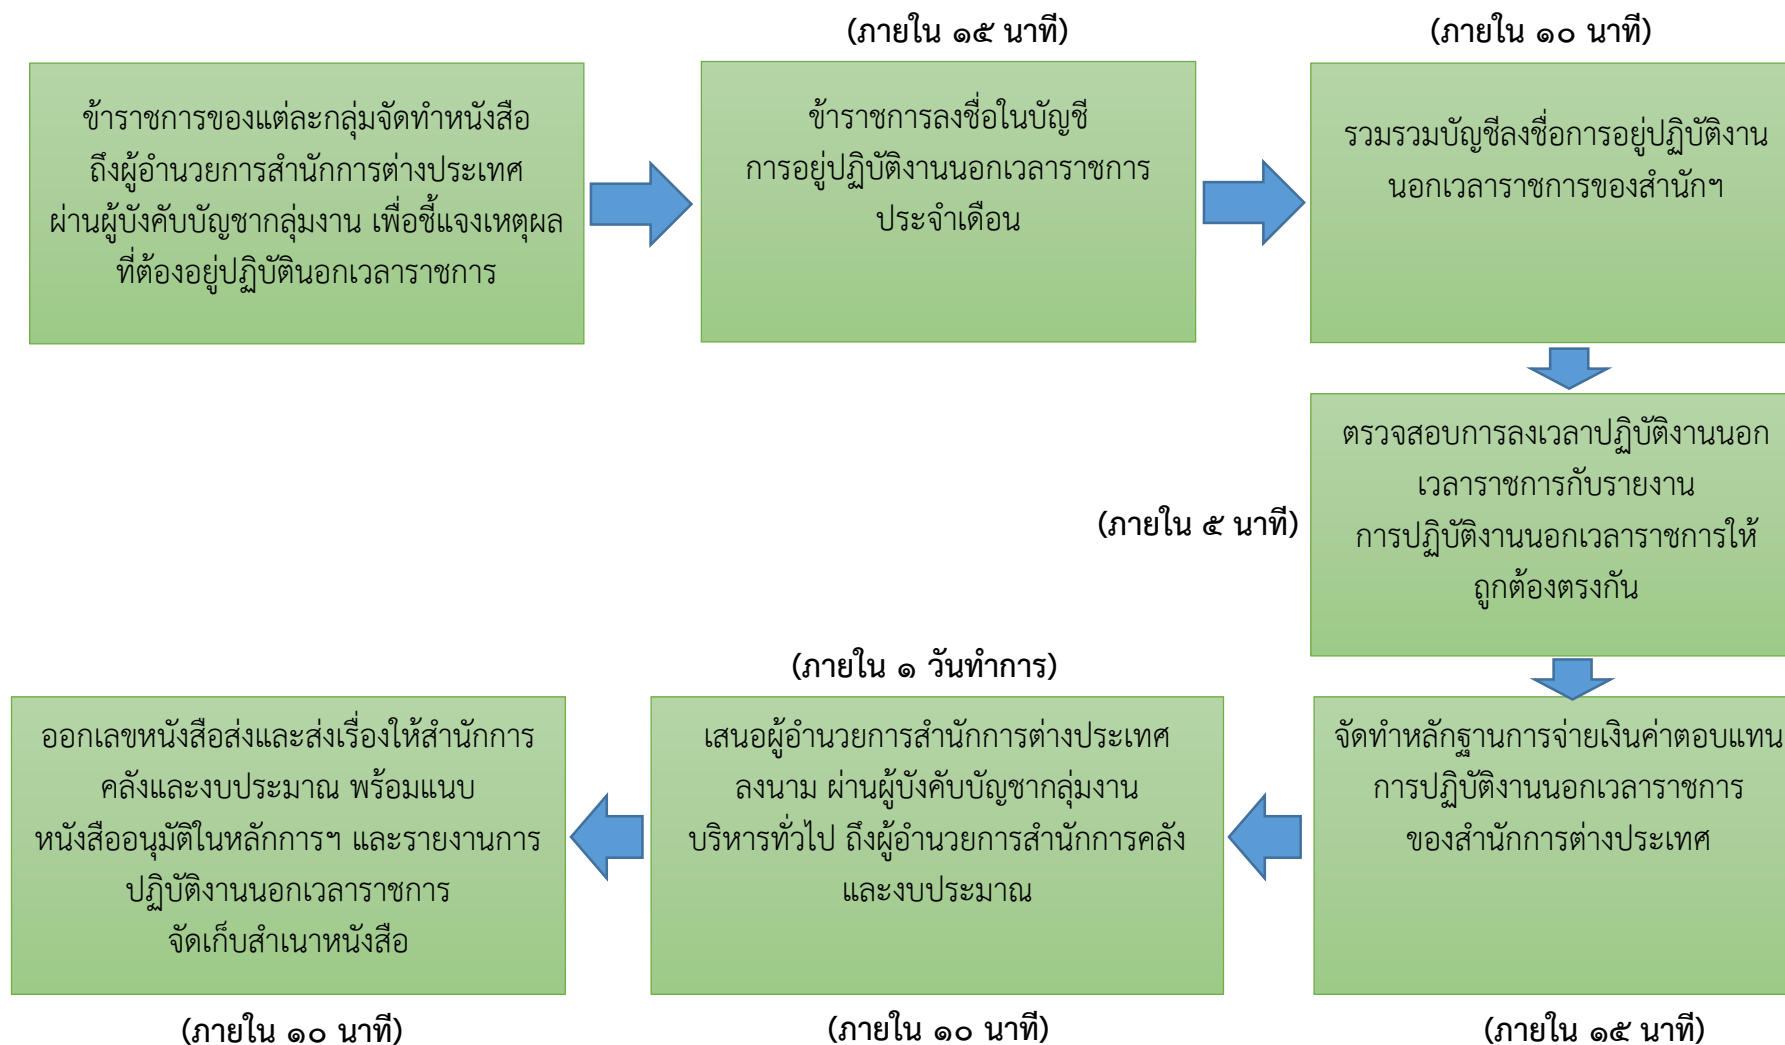 (ภายใน ๑๕ นาที)
(ภายใน ๑๐ นาที)
ข้าราชการของแต่ละกลุ่มจัดทำหนังสือ
ถึงผู้อำนวยการสำนักการต่างประเทศ
ผ่านผู้บังคับบัญชากลุ่มงาน เพื่อชี้แจงเหตุผล
ที่ต้องอยู่ปฏิบัตินอกเวลาราชการ
ข้าราชการลงชื่อในบัญชี
การอยู่ปฏิบัติงานนอกเวลาราชการ
ประจำเดือน
รวมรวมบัญชีลงชื่อการอยู่ปฏิบัติงาน
นอกเวลาราชการของสำนักฯ
ตรวจสอบการลงเวลาปฏิบัติงานนอก
เวลาราชการกับรายงาน
การปฏิบัติงานนอกเวลาราชการให้
ถูกต้องตรงกัน
(ภายใน ๕ นาที)
จัดทำหลักฐานการจ่ายเงินค่าตอบแทน
การปฏิบัติงานนอกเวลาราชการ
ของสำนักการต่างประเทศ
(ภายใน ๑๕ นาที)
(ภายใน ๑ วันทำการ)
เสนอผู้อำนวยการสำนักการต่างประเทศ
ลงนาม ผ่านผู้บังคับบัญชากลุ่มงาน
บริหารทั่วไป ถึงผู้อำนวยการสำนักการคลัง
และงบประมาณ
(ภายใน ๑๐ นาที)
ออกเลขหนังสือส่งและส่งเรื่องให้สำนักการ
คลังและงบประมาณ พร้อมแนบ
หนังสืออนุมัติในหลักการฯ และรายงานการ
ปฏิบัติงานนอกเวลาราชการ
จัดเก็บสำเนาหนังสือ
(ภายใน ๑๐ นาที)